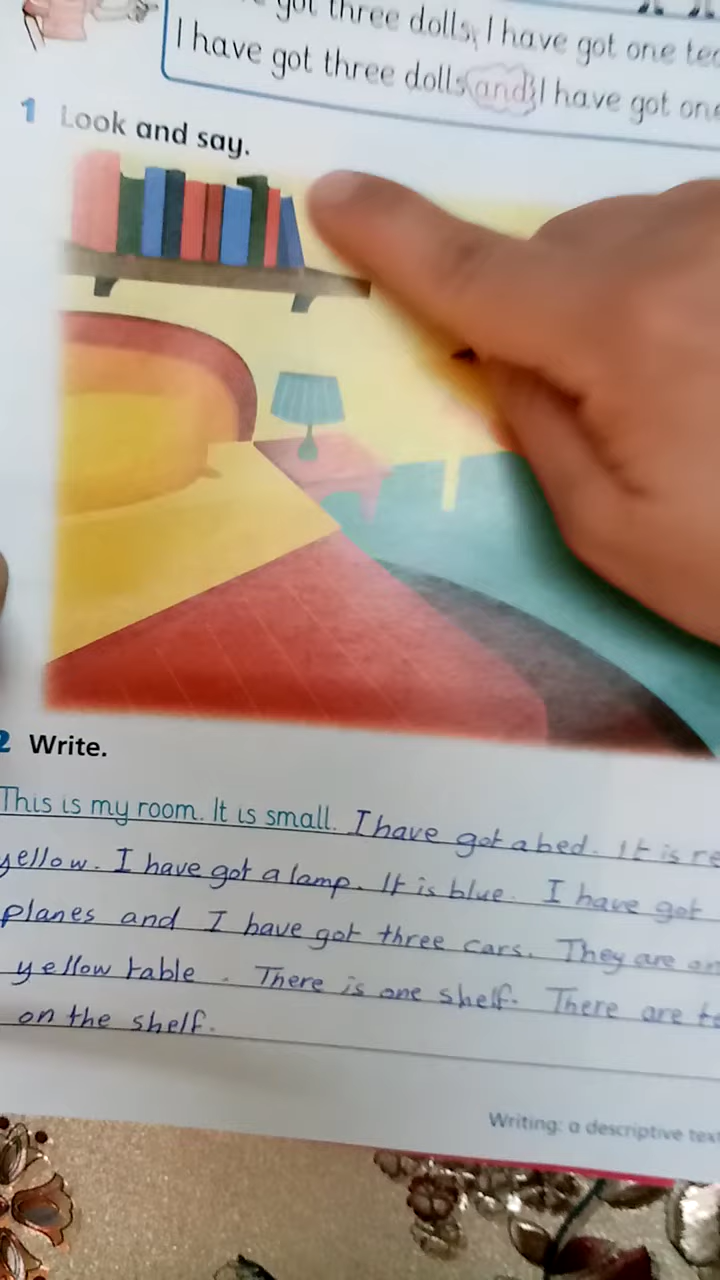 got three dolls, I have got one
I have got three dolls and I have got one
1 Look and say.
2 Write.
This is my room. It is small. I have got a bed. It is
yellow. I have got a lamp. It is blue. I have got
planes and I have got three cars. They are on
yellow table. There is one shelf. There are
on the shelf.
Writing: a descriptive text